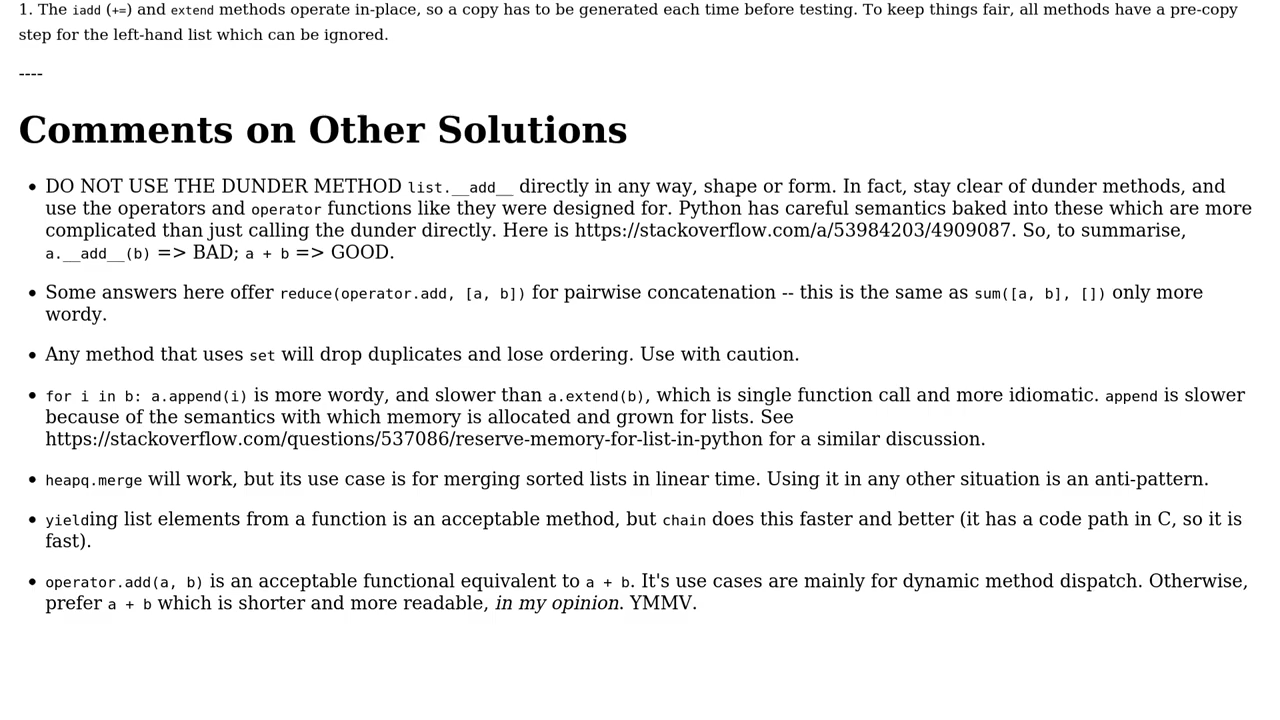 1. The iadd (+=) and extend methods operate in-place, so a copy has to be generated each time before testing. To keep things fair, all methods have a pre-copy
step for the left-hand list which can be ignored.
----
Comments on Other Solutions
• DO NOT USE THE DUNDER METHOD list.__add__ directly in any way, shape or form. In fact, stay clear of dunder methods, and
use the operators and operator functions like they were designed for. Python has careful semantics baked into these which are more
complicated than just calling the dunder directly. Here is https://stackoverflow.com/a/53984203/4909087. So, to summarise,
a.__add__(b) => BAD; a + b => GOOD.
• Some answers here offer reduce(operator.add, [a, b]) for pairwise concatenation -- this is the same as sum([a, b], []) only more
wordy.
• Any method that uses set will drop duplicates and lose ordering. Use with caution.
• for i in b: a.append(i) is more wordy, and slower than a.extend(b), which is single function call and more idiomatic. append is slower
because of the semantics with which memory is allocated and grown for lists. See
https://stackoverflow.com/questions/537086/reserve-memory-for-list-in-python for a similar discussion.
• heapq.merge will work, but its use case is for merging sorted lists in linear time. Using it in any other situation is an anti-pattern.
• yielding list elements from a function is an acceptable method, but chain does this faster and better (it has a code path in C, so it is
fast).
• operator.add(a, b) is an acceptable functional equivalent to a + b. It's use cases are mainly for dynamic method dispatch. Otherwise,
prefer a + b which is shorter and more readable, in my opinion. YMMV.